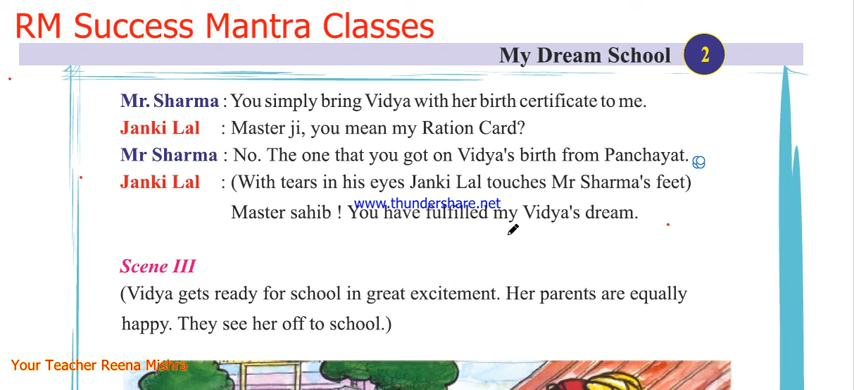 RM Success Mantra Classes
My Dream School 2
Mr. Sharma : You simply bring Vidya with her birth certificate to me.
Janki Lal : Master ji, you mean my Ration Card?
Mr Sharma : No. The one that you got on Vidya's birth from Panchayat.
Janki Lal : (With tears in his eyes Janki Lal touches Mr Sharma's feet)
www.thundershare.net
Master sahib ! You have fulfilled my Vidya's dream.
Scene III
(Vidya gets ready for school in great excitement. Her parents are equally
happy. They see her off to school.)
Your Teacher Reena Mishra